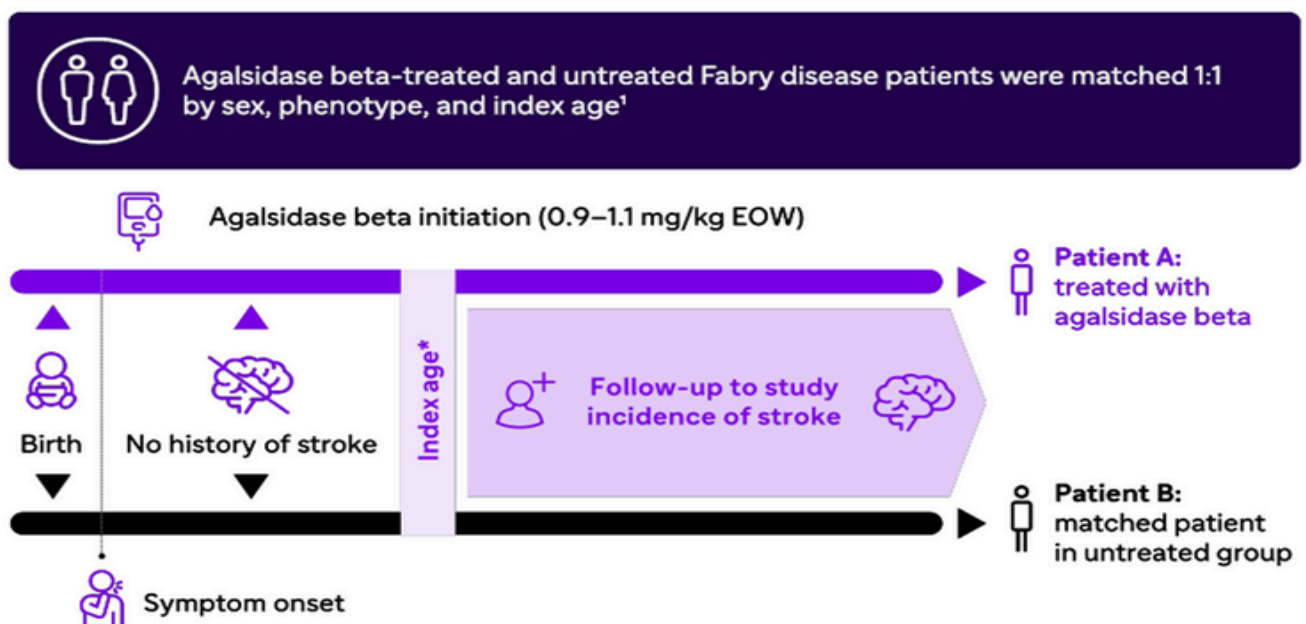 Agalsidase beta-treated and untreated Fabry disease patients were matched 1:1
by sex, phenotype, and index age¹
Agalsidase beta initiation (0.9–1.1 mg/kg EOW)
Patient A:
treated with
agalsidase beta
Birth
No history of stroke
Index age*
Follow-up to study
incidence of stroke
Patient B:
matched patient
in untreated group
Symptom onset